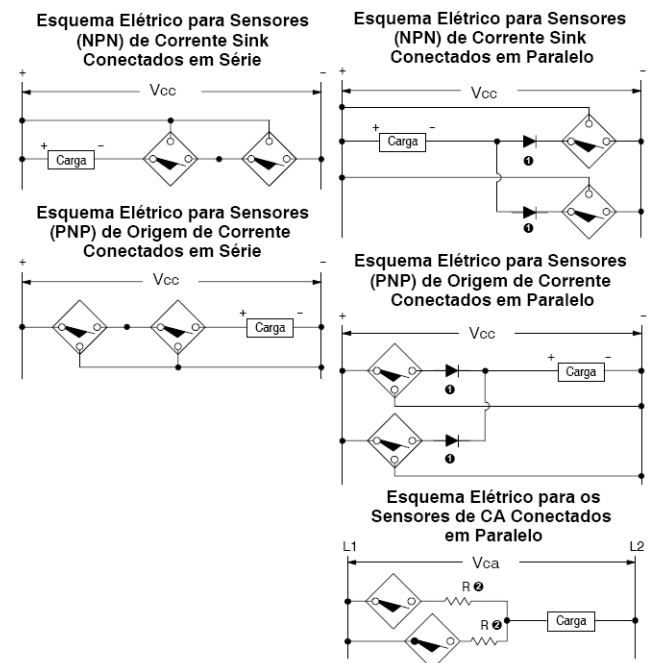 Esquema Elétrico para Sensores
(NPN) de Corrente Sink
Conectados em Série
+ −
Vcc
+ −
Carga
Esquema Elétrico para Sensores
(PNP) de Origem de Corrente
Conectados em Série
+ −
Vcc
+ −
Carga
Esquema Elétrico para Sensores
(NPN) de Corrente Sink
Conectados em Paralelo
+ −
Vcc
+ −
Carga
❶
❶
Esquema Elétrico para Sensores
(PNP) de Origem de Corrente
Conectados em Paralelo
+ −
Vcc
+ −
Carga
❶
❶
Esquema Elétrico para os
Sensores de CA Conectados
em Paralelo
L1 L2
Vca
R ❷
R ❷
Carga